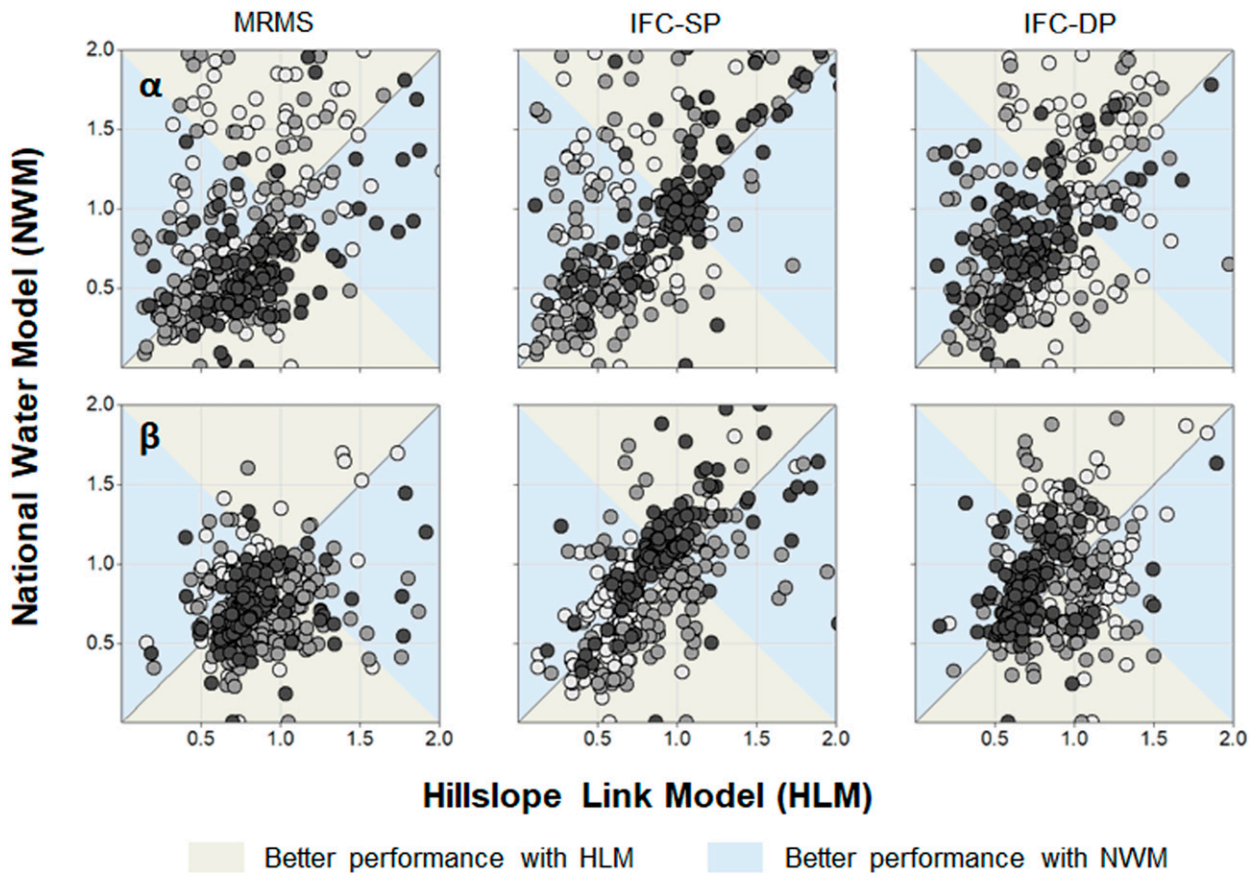 MRMS IFC-SP IFC-DP
National Water Model (NWM)
α
2.0
1.5
1.0
0.5
β
2.0
1.5
1.0
0.5
0.5 1.0 1.5 2.0 0.5 1.0 1.5 2.0 0.5 1.0 1.5 2.0
Hillslope Link Model (HLM)
Better performance with HLM Better performance with NWM